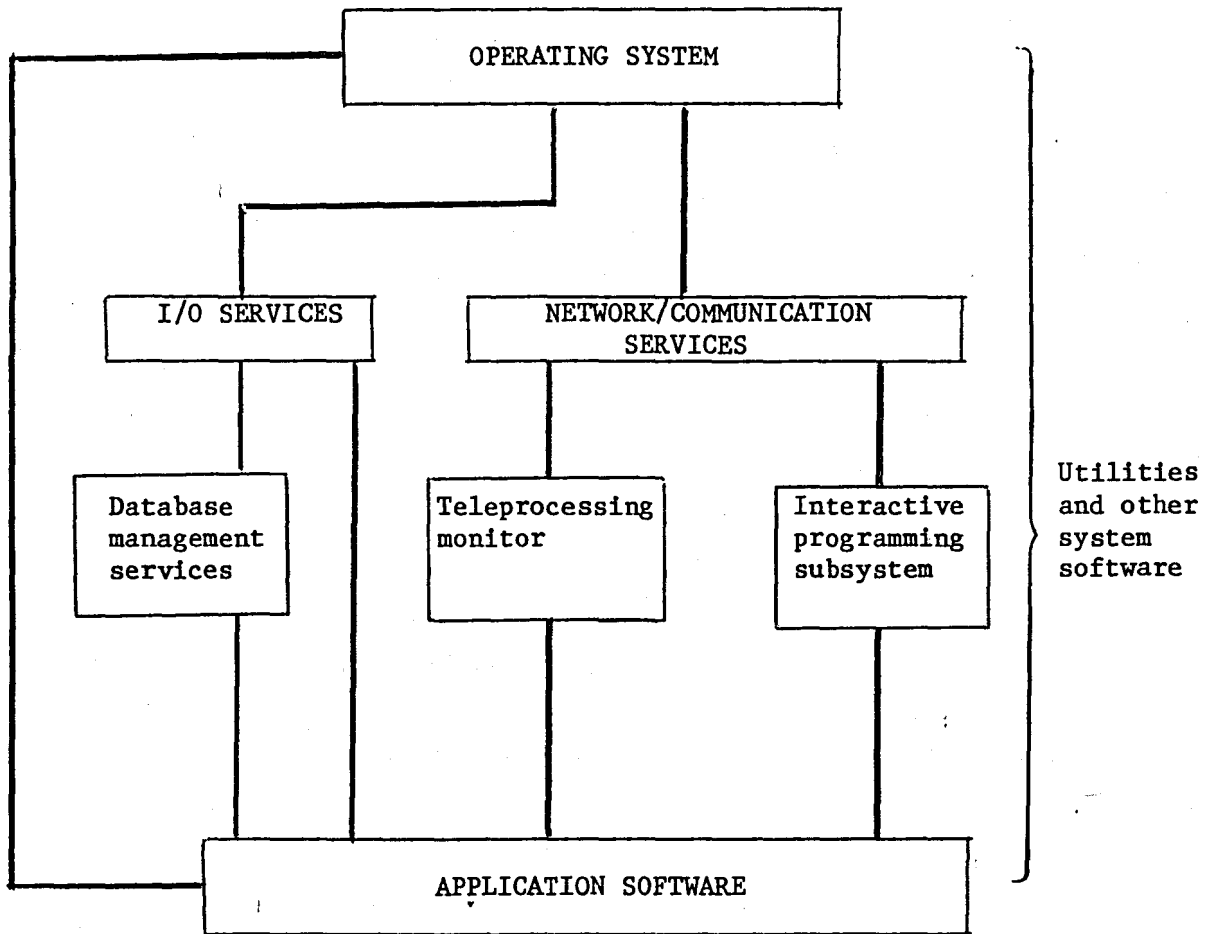 OPERATING SYSTEM
I/O SERVICES
NETWORK/COMMUNICATION
SERVICES
Database
management
services
Teleprocessing
monitor
Interactive
programming
subsystem
Utilities
and other
system
software
APPLICATION SOFTWARE